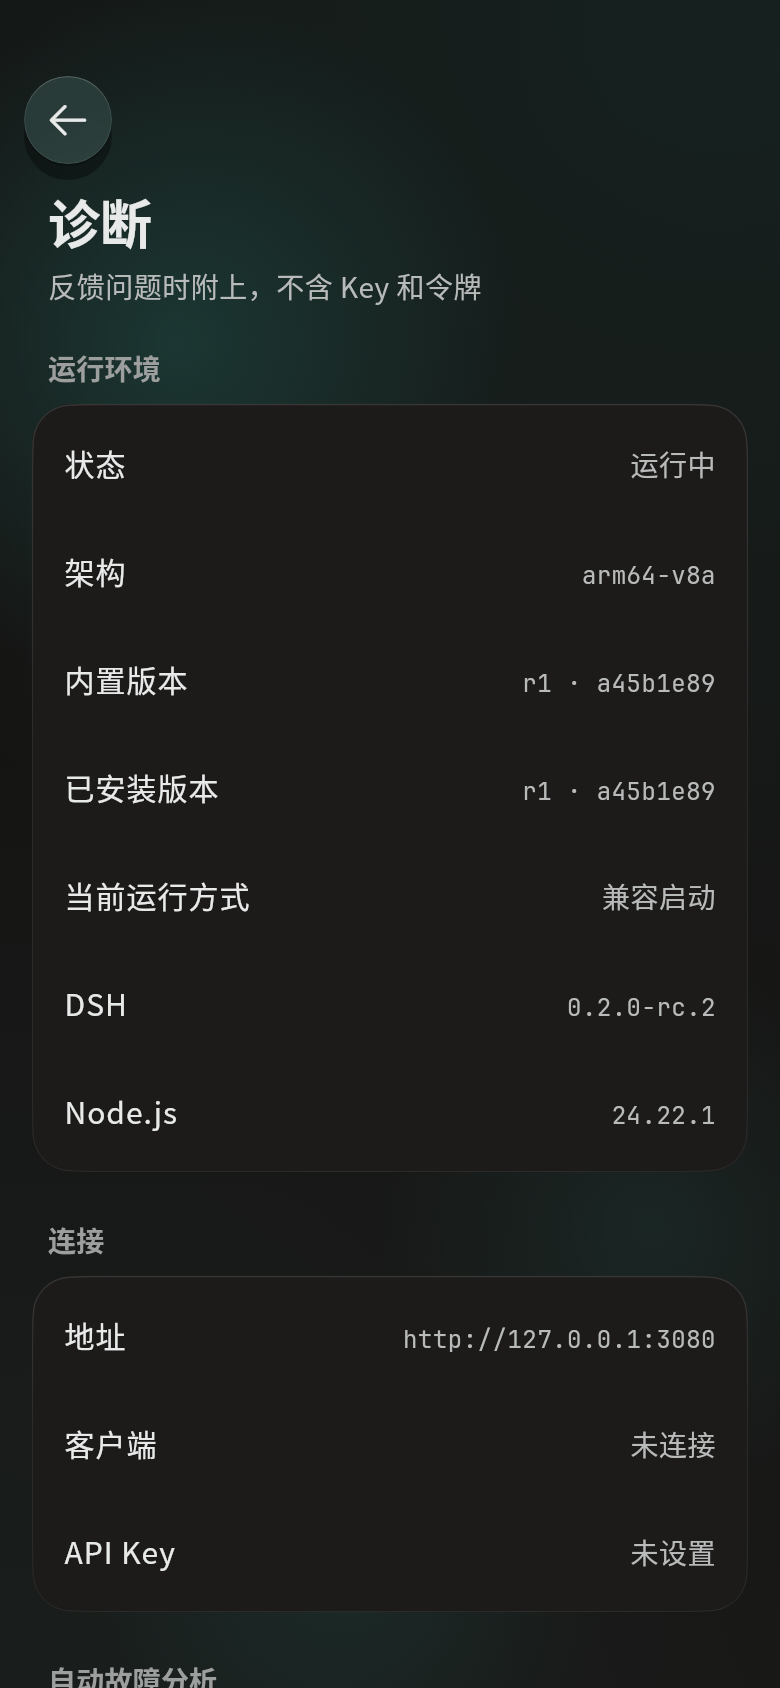 诊断
反馈问题时附上，不含 Key 和令牌
运行环境
状态 运行中
架构 arm64-v8a
内置版本 r1 · a45b1e89
已安装版本 r1 · a45b1e89
当前运行方式 兼容启动
DSH 0.2.0-rc.2
Node.js 24.22.1
连接
地址 http://127.0.0.1:3080
客户端 未连接
API Key 未设置
自动故障分析